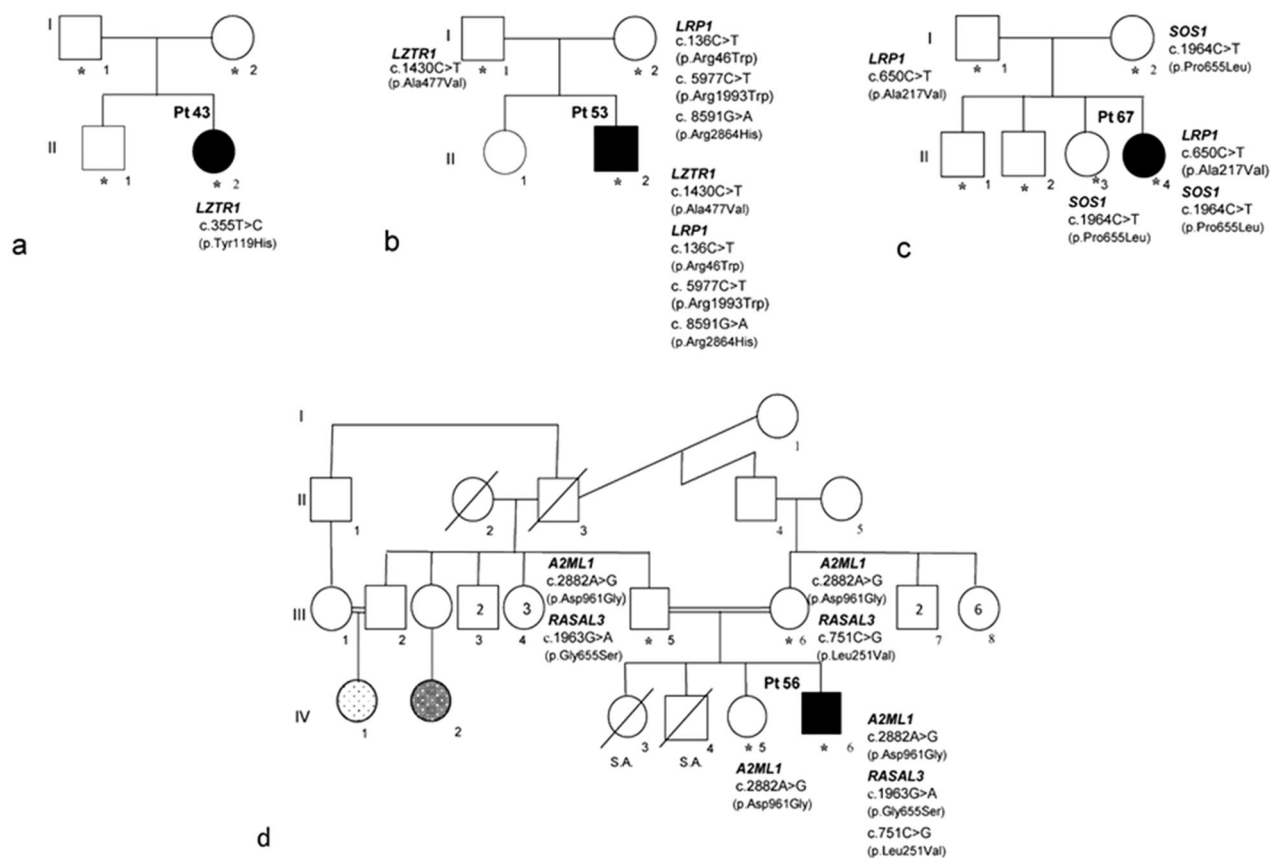 I
* 1
* 2
Pt 43
II
* 1
* 2
LZTR1
c.355T>C
(p.Tyr119His)
a
I
LZTR1
c.1430C>T
(p.Ala477Val)
* 1
* 2
LRP1
c.136C>T
(p.Arg46Trp)
c. 5977C>T
(p.Arg1993Trp)
c. 8591G>A
(p.Arg2864His)
Pt 53
II
1
* 2
LZTR1
c.1430C>T
(p.Ala477Val)
LRP1
c.136C>T
(p.Arg46Trp)
c. 5977C>T
(p.Arg1993Trp)
c. 8591G>A
(p.Arg2864His)
b
I
LRP1
c.650C>T
(p.Ala217Val)
* 1
* 2
SOS1
c.1964C>T
(p.Pro655Leu)
Pt 67
II
* 1
* 2
*3
*4
SOS1
c.1964C>T
(p.Pro655Leu)
LRP1
c.650C>T
(p.Ala217Val)
SOS1
c.1964C>T
(p.Pro655Leu)
c
I
1
II
1
2
3
4
5
III
1
2
2
3
3
4
A2ML1
c.2882A>G
(p.Asp961Gly)
RASAL3
c.1963G>A
(p.Gly655Ser)
* 5
* 6
A2ML1
c.2882A>G
(p.Asp961Gly)
RASAL3
c.751C>G
(p.Leu251Val)
2
7
6
8
IV
1
2
3
S.A.
4
S.A.
Pt 56
* 5
* 6
A2ML1
c.2882A>G
(p.Asp961Gly)
A2ML1
c.2882A>G
(p.Asp961Gly)
RASAL3
c.1963G>A
(p.Gly655Ser)
c.751C>G
(p.Leu251Val)
d